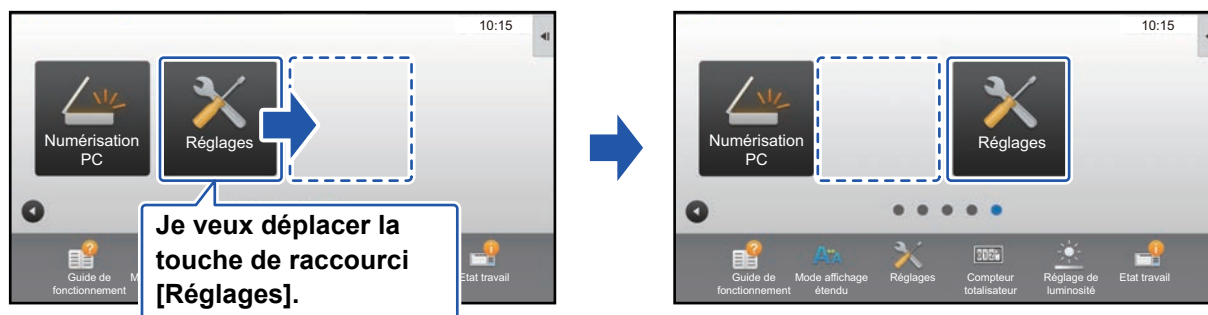 10:15
Numérisation
PC
Réglages
Je veux déplacer la
touche de raccourci
[Réglages].
Guide de
fonctionnement
M
Etat travail
10:15
Numérisation
PC
Réglages
Guide de
fonctionnement
Mode affichage
étendu
Réglages
Compteur
totalisateur
Réglage de
luminosité
Etat travail